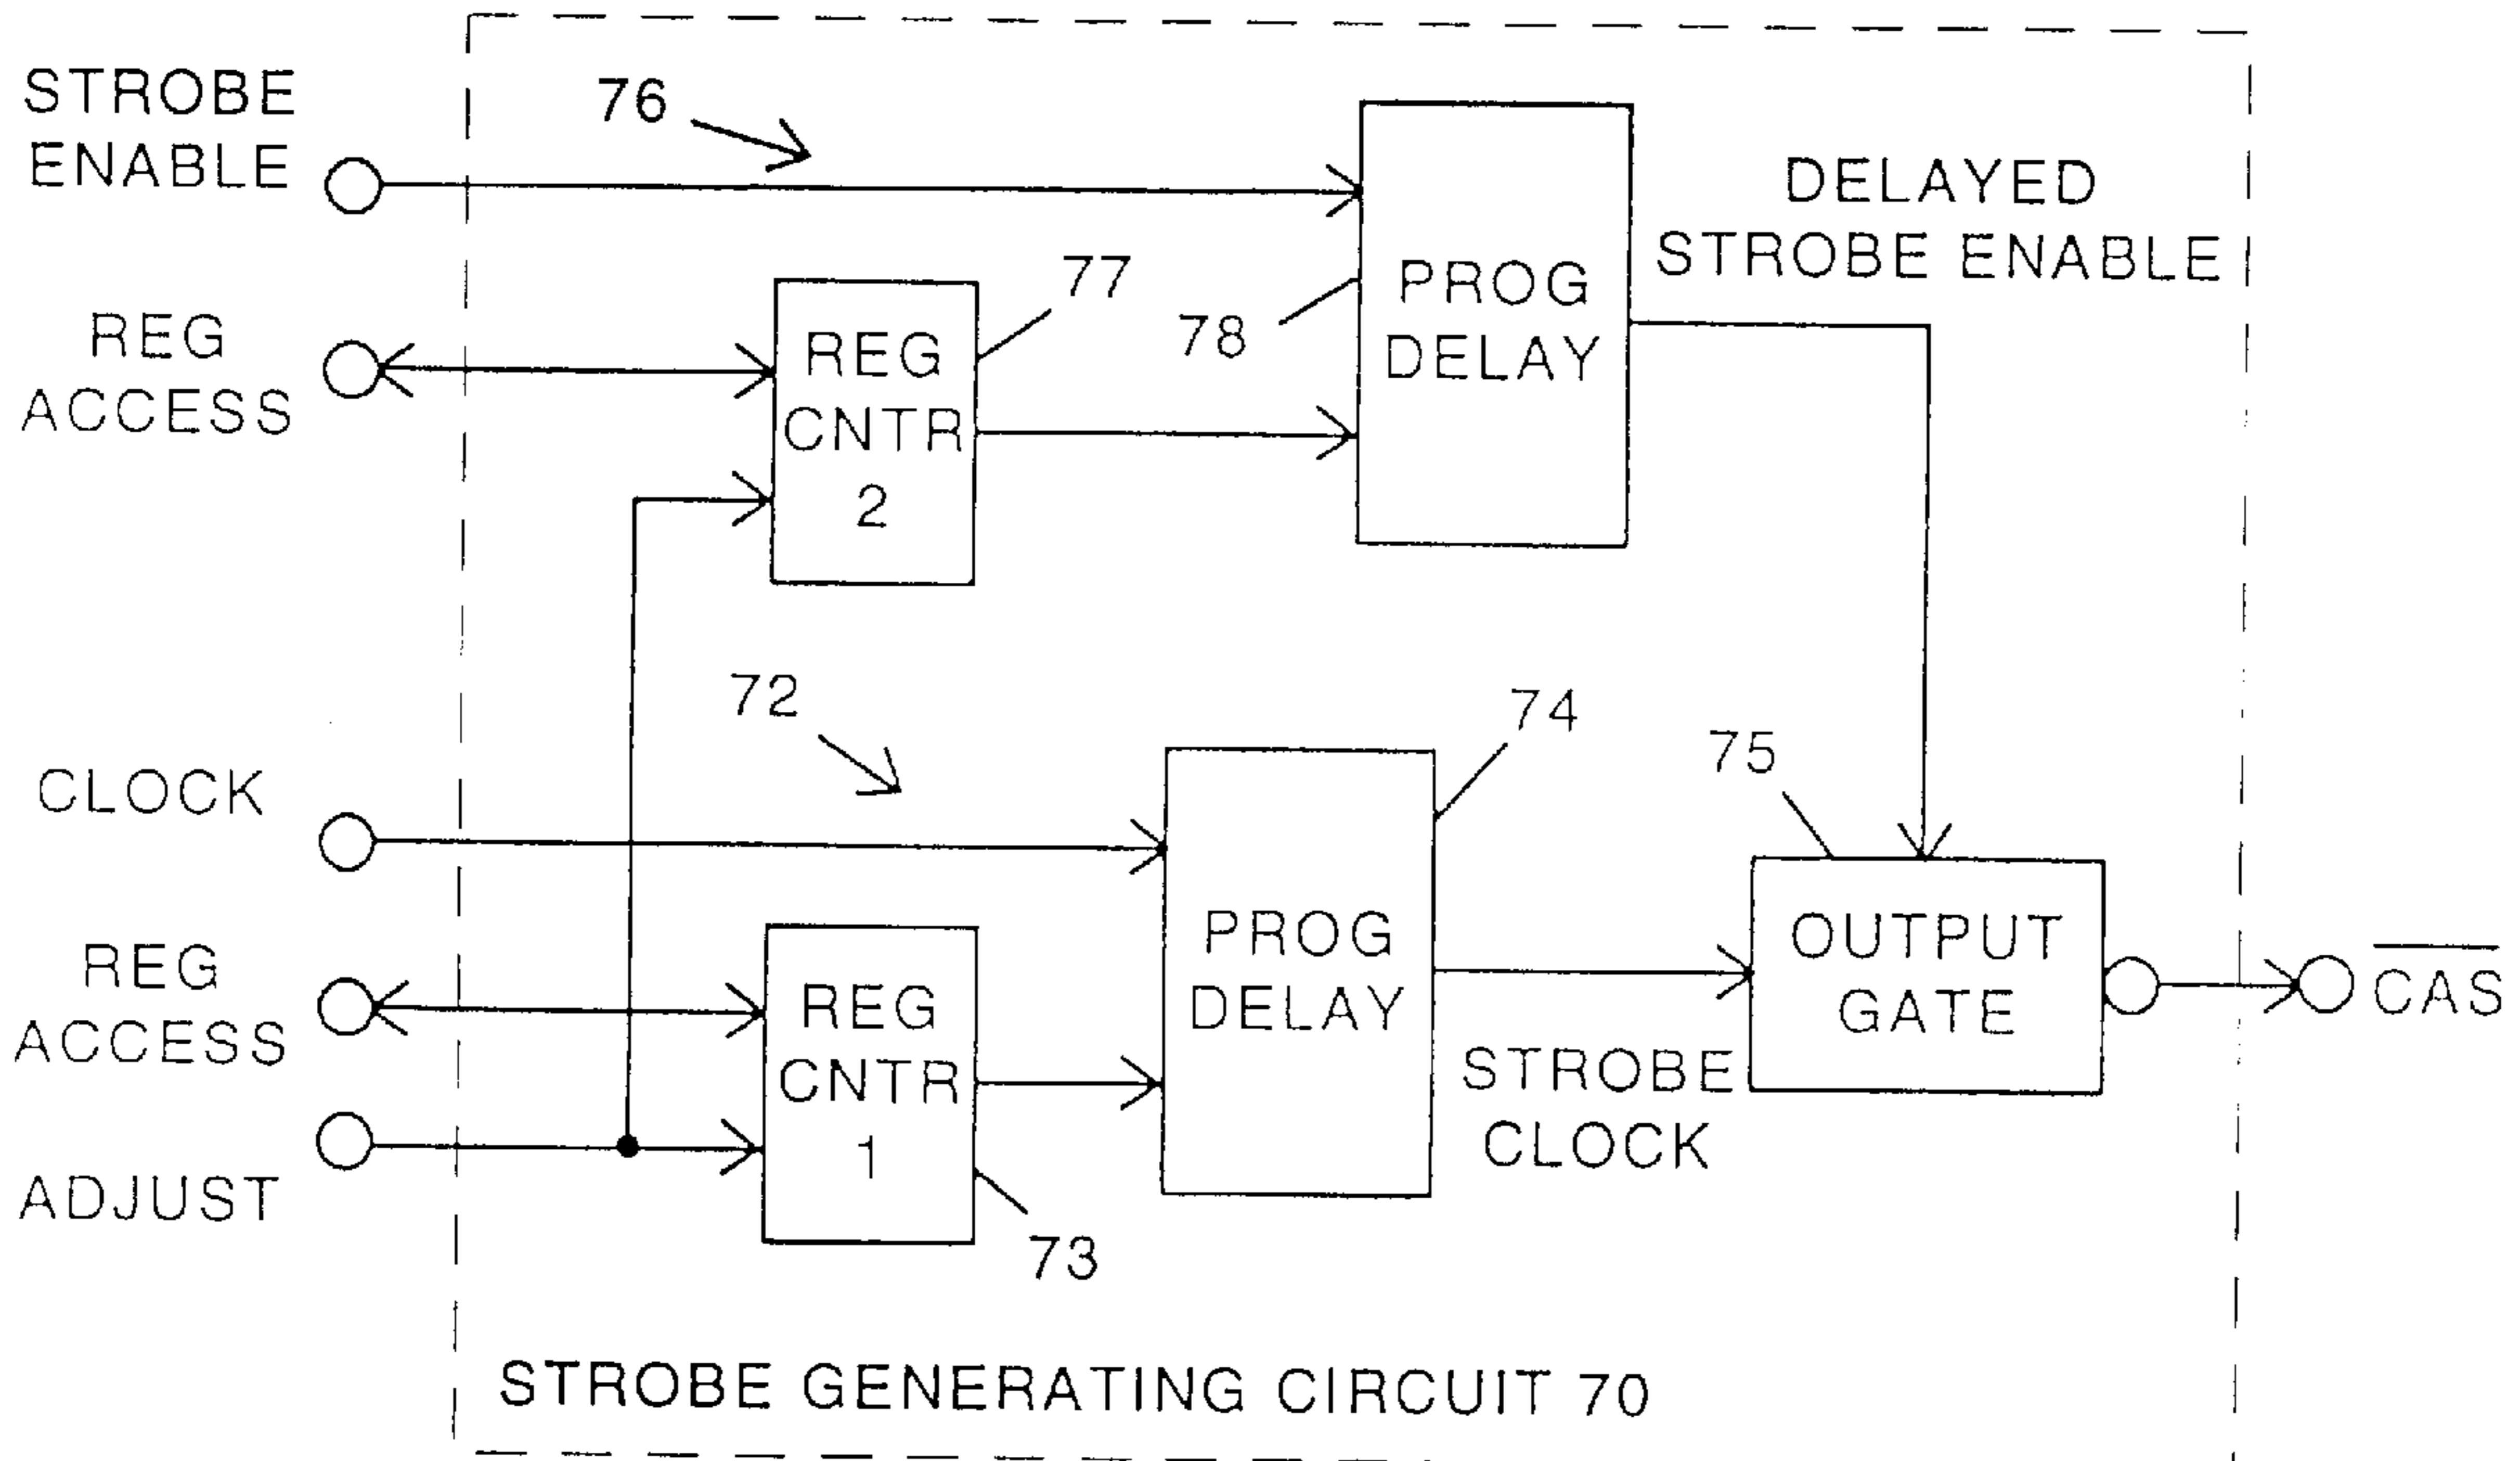 STROBE
ENABLE
76
DELAYED
STROBE ENABLE
77
PROG
DELAY
78
REG
ACCESS
REG
CNTR
2
72
74
75
CLOCK
PROG
DELAY
OUTPUT
GATE
CAS
REG
ACCESS
REG
CNTR
1
STROBE
CLOCK
ADJUST
73
STROBE GENERATING CIRCUIT 70